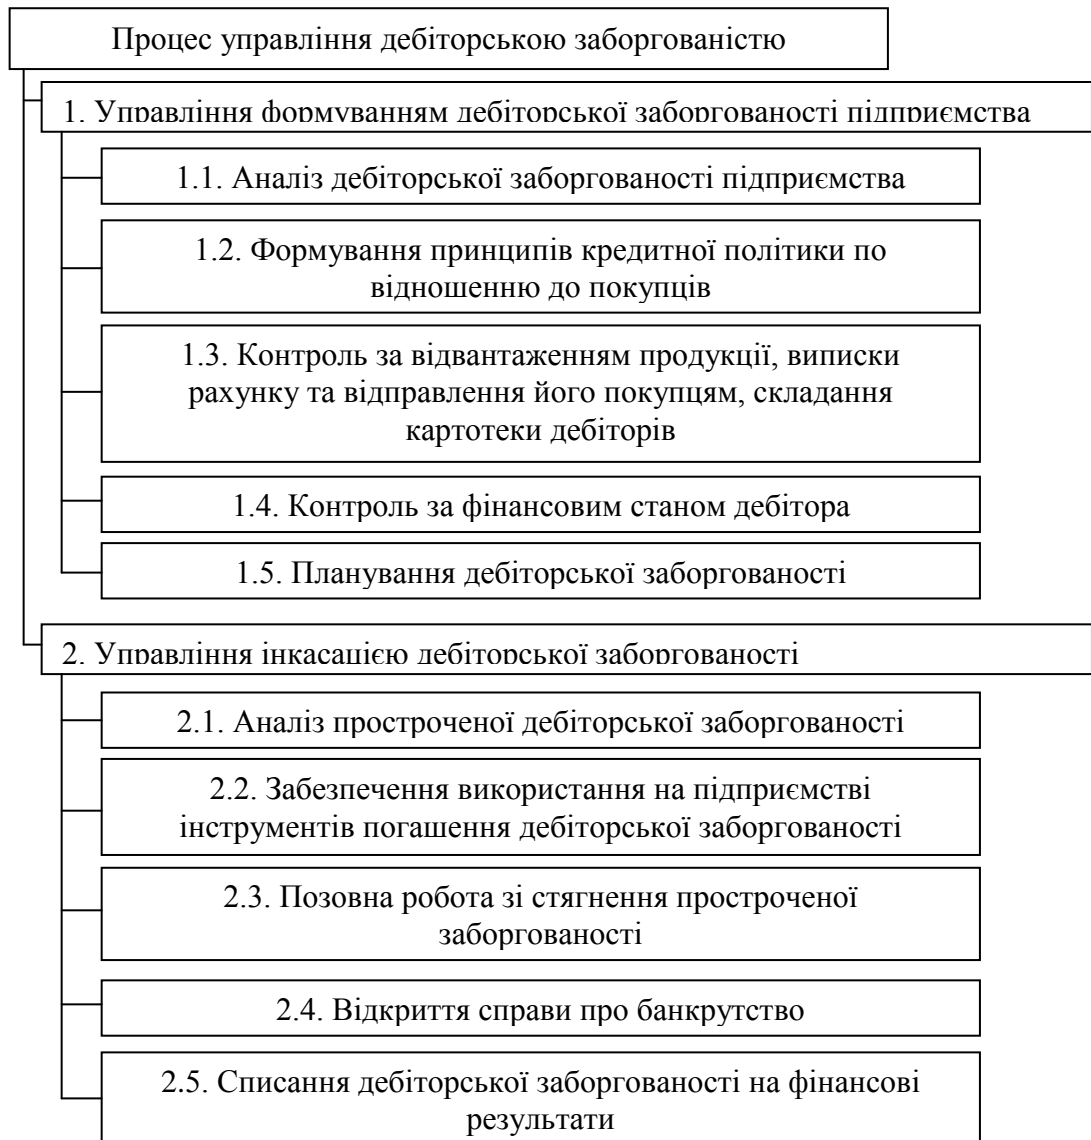 Процес управління дебіторською заборгованістю
1. Управління формуванням дебіторської заборгованості підприємства
1.1. Аналіз дебіторської заборгованості підприємства
1.2. Формування принципів кредитної політики по
відношенню до покупців
1.3. Контроль за відвантаженням продукції, виписки
рахунку та відправлення його покупцям, складання
картотеки дебіторів
1.4. Контроль за фінансовим станом дебітора
1.5. Планування дебіторської заборгованості
2. Управління інкасацією дебіторської заборгованості
2.1. Аналіз простроченої дебіторської заборгованості
2.2. Забезпечення використання на підприємстві
інструментів погашення дебіторської заборгованості
2.3. Позовна робота зі стягнення простроченої
заборгованості
2.4. Відкриття справи про банкрутство
2.5. Списання дебіторської заборгованості на фінансові
результати